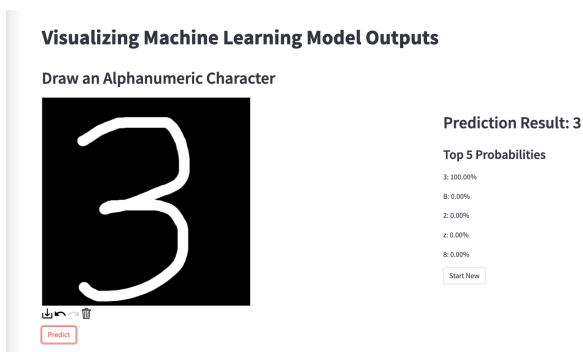 Visualizing Machine Learning Model Outputs
Draw an Alphanumeric Character
3
Predict
Prediction Result: 3
Top 5 Probabilities
3: 100.00%
B: 0.00%
2: 0.00%
z: 0.00%
8: 0.00%
Start New